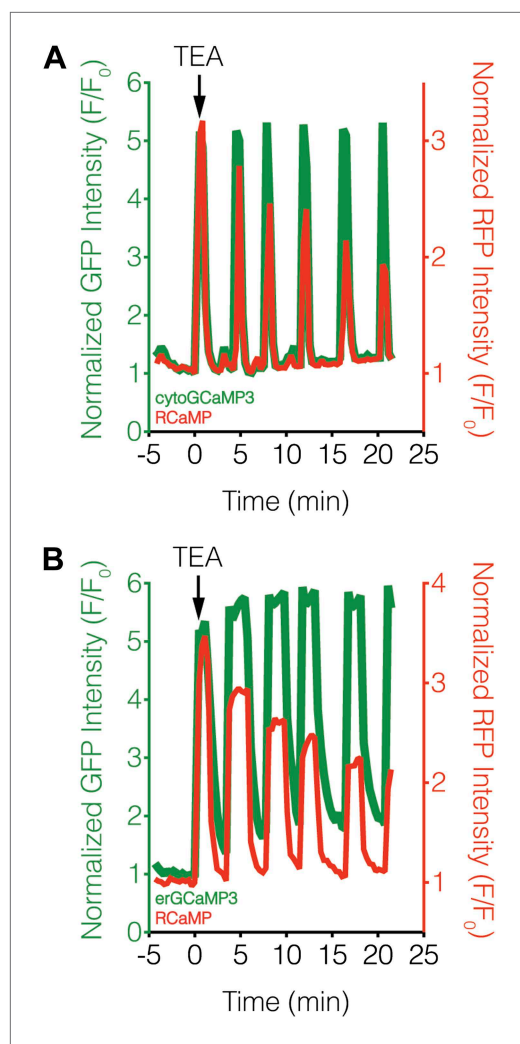 A
TEA
Normalized GFP Intensity (F/F₀)
6
5
4
3
2
1
0
cytoGCaMP3
RCaMP
-5 0 5 10 15 20 25
Time (min)
3
2
1
Normalized RFP Intensity (F/F₀)
B
TEA
Normalized GFP Intensity (F/F₀)
6
5
4
3
2
1
0
erGCaMP3
RCaMP
-5 0 5 10 15 20 25
Time (min)
4
3
2
1
Normalized RFP Intensity (F/F₀)